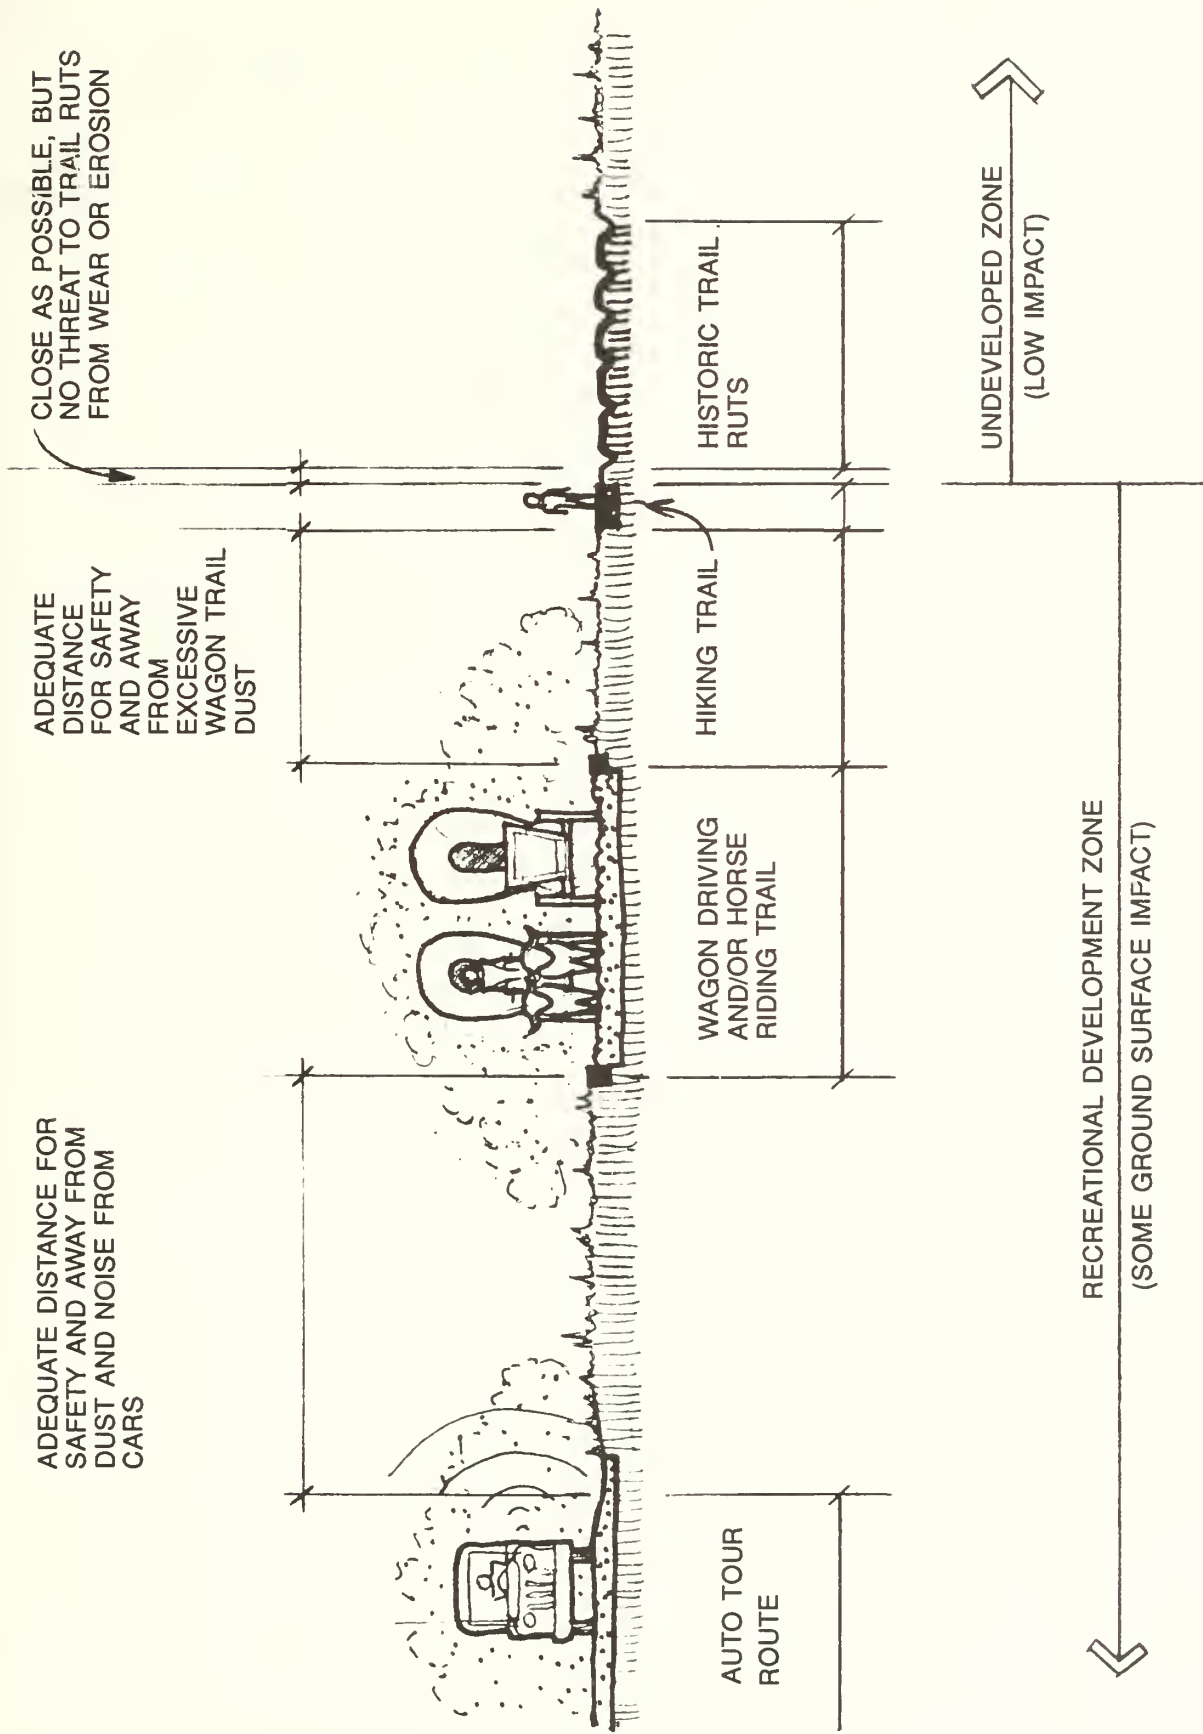 ADEQUATE DISTANCE FOR
SAFETY AND AWAY FROM
DUST AND NOISE FROM
CARS
ADEQUATE
DISTANCE
FOR SAFETY
AND AWAY
FROM
EXCESSIVE
WAGON TRAIL
DUST
CLOSE AS POSSIBLE, BUT
NO THREAT TO TRAIL RUTS
FROM WEAR OR EROSION
AUTO TOUR
ROUTE
WAGON DRIVING
AND/OR HORSE
RIDING TRAIL
HIKING TRAIL
HISTORIC TRAIL
RUTS
RECREATIONAL DEVELOPMENT ZONE
(SOME GROUND SURFACE IMPACT)
UNDEVELOPED ZONE
(LOW IMPACT)